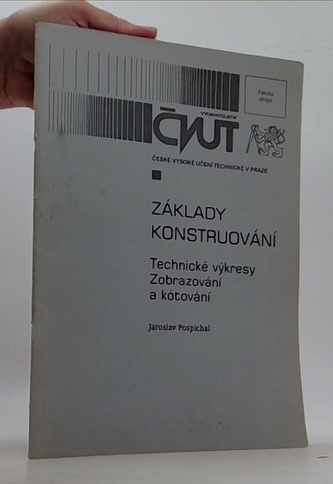 VYDAVATELSTVÍ
Fakulta
strojní
ČVUT
ČESKÉ VYSOKÉ UČENÍ TECHNICKÉ V PRAZE
ZÁKLADY
KONSTRUOVÁNÍ
Technické výkresy
Zobrazování
a kótování
Jaroslav Pospíchal